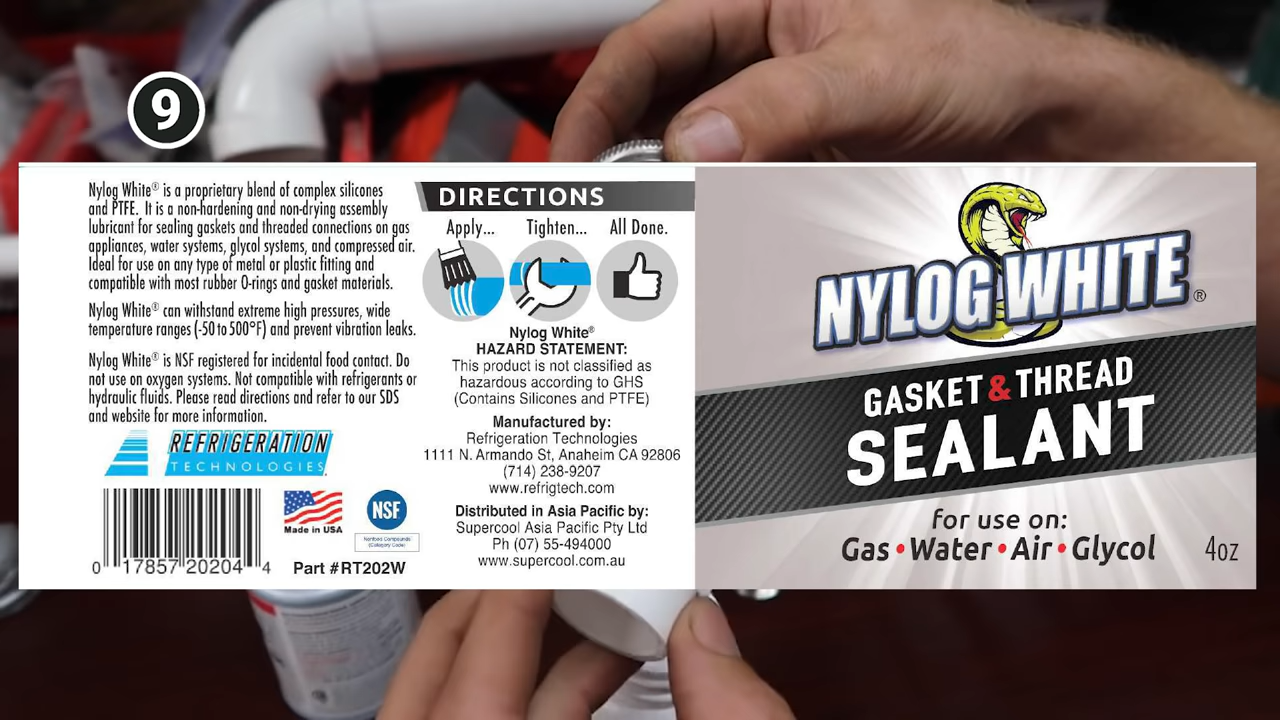 9
Nylog White® is a proprietary blend of complex silicones
and PTFE. It is a non-hardening and non-drying assembly
lubricant for sealing gaskets and threaded connections on gas
appliances, water systems, glycol systems, and compressed air.
Ideal for use on any type of metal or plastic fitting and
compatible with most rubber O-rings and gasket materials.
Nylog White® can withstand extreme high pressures, wide
temperature ranges (-50 to 500°F) and prevent vibration leaks.
Nylog White® is NSF registered for incidental food contact. Do
not use on oxygen systems. Not compatible with refrigerants or
hydraulic fluids. Please read directions and refer to our SDS
and website for more information.
REFRIGERATION
TECHNOLOGIES
0 17857 20204 4
Made in USA
NSF
Nonfood Compounds
(Category Code)
Part #RT202W
DIRECTIONS
Apply... Tighten... All Done.
Nylog White®
HAZARD STATEMENT:
This product is not classified as
hazardous according to GHS
(Contains Silicones and PTFE)
Manufactured by:
Refrigeration Technologies
1111 N. Armando St, Anaheim CA 92806
(714) 238-9207
www.refrigtech.com
Distributed in Asia Pacific by:
Supercool Asia Pacific Pty Ltd
Ph (07) 55-494000
www.supercool.com.au
NYLOG WHITE®
GASKET & THREAD
SEALANT
for use on:
Gas • Water • Air • Glycol
4oz